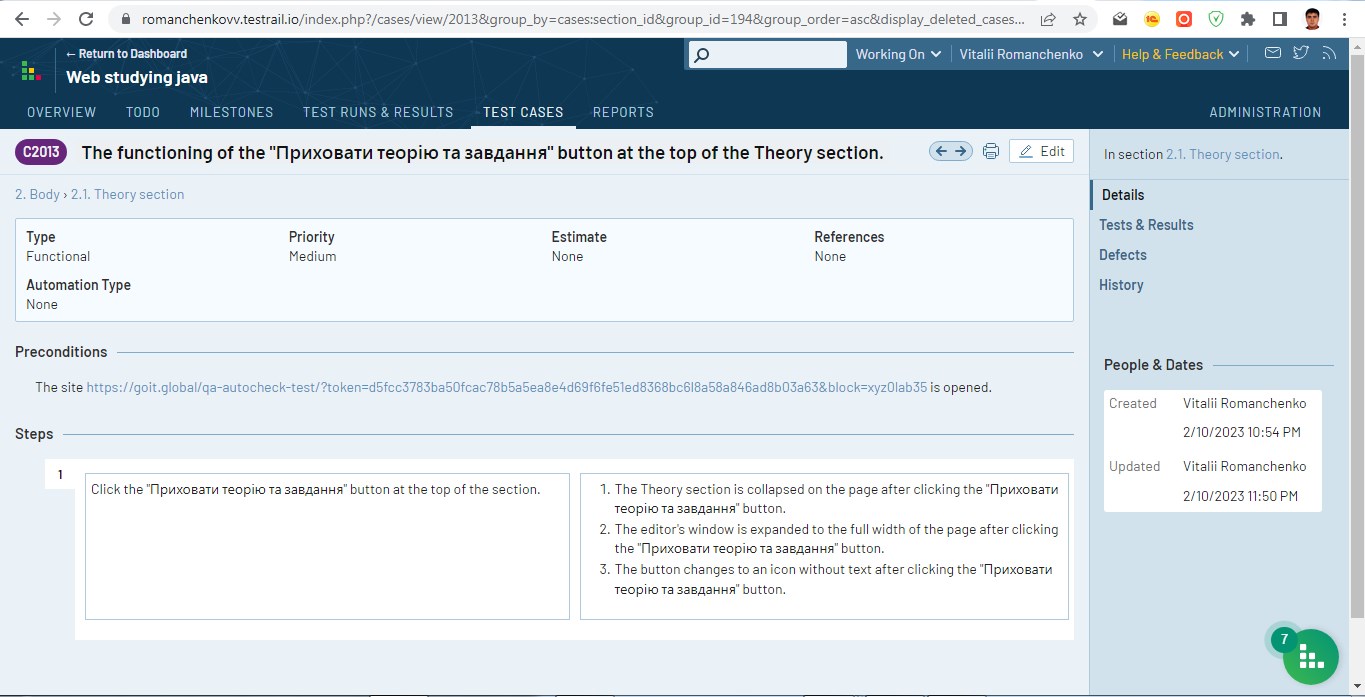 romanchenkovv.testrail.io/index.php?/cases/view/2013&group_by=cases:section_id&group_id=194&group_order=asc&display_deleted_cases...
← Return to Dashboard
Web studying java
Working On
Vitalii Romanchenko
Help & Feedback
OVERVIEW
TODO
MILESTONES
TEST RUNS & RESULTS
TEST CASES
REPORTS
ADMINISTRATION
C2013
The functioning of the "Приховати теорію та завдання" button at the top of the Theory section.
Edit
In section 2.1. Theory section.
2. Body › 2.1. Theory section
Type
Functional
Priority
Medium
Estimate
None
References
None
Automation Type
None
Details
Tests & Results
Defects
History
Preconditions
The site https://goit.global/qa-autocheck-test/?token=d5fcc3783ba50fcac78b5a5ea8e4d69f6fe51ed8368bc6l8a58a846ad8b03a63&block=xyz0lab35 is opened.
Steps
1
Click the "Приховати теорію та завдання" button at the top of the section.
1. The Theory section is collapsed on the page after clicking the "Приховати
теорію та завдання" button.
2. The editor's window is expanded to the full width of the page after clicking
the "Приховати теорію та завдання" button.
3. The button changes to an icon without text after clicking the "Приховати
теорію та завдання" button.
People & Dates
Created
Vitalii Romanchenko
2/10/2023 10:54 PM
Updated
Vitalii Romanchenko
2/10/2023 11:50 PM
7